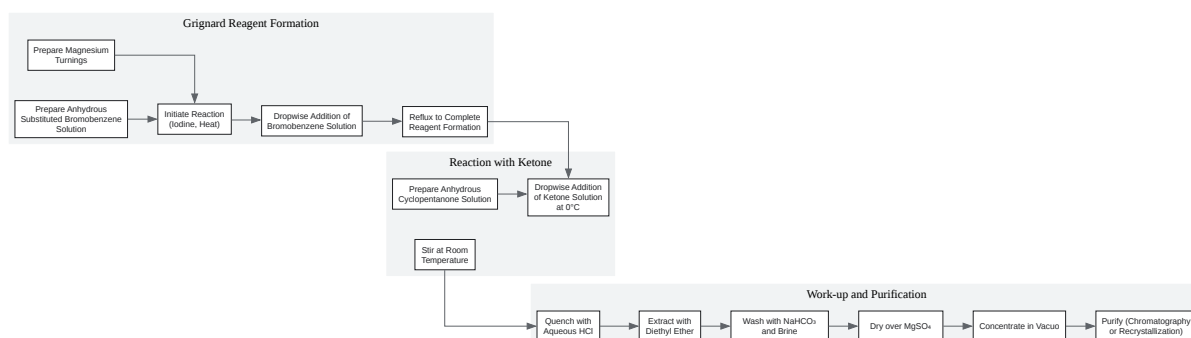 Grignard Reagent Formation
Prepare Magnesium
Turnings
Prepare Anhydrous
Substituted Bromobenzene
Solution
Initiate Reaction
(Iodine, Heat)
Dropwise Addition of
Bromobenzene Solution
Reflux to Complete
Reagent Formation
Reaction with Ketone
Prepare Anhydrous
Cyclopentanone Solution
Dropwise Addition
of Ketone Solution
at 0°C
Stir at Room
Temperature
Work-up and Purification
Quench with
Aqueous HCl
Extract with
Diethyl Ether
Wash with NaHCO₃
and Brine
Dry over MgSO₄
Concentrate in Vacuo
Purify (Chromatography
or Recrystallization)